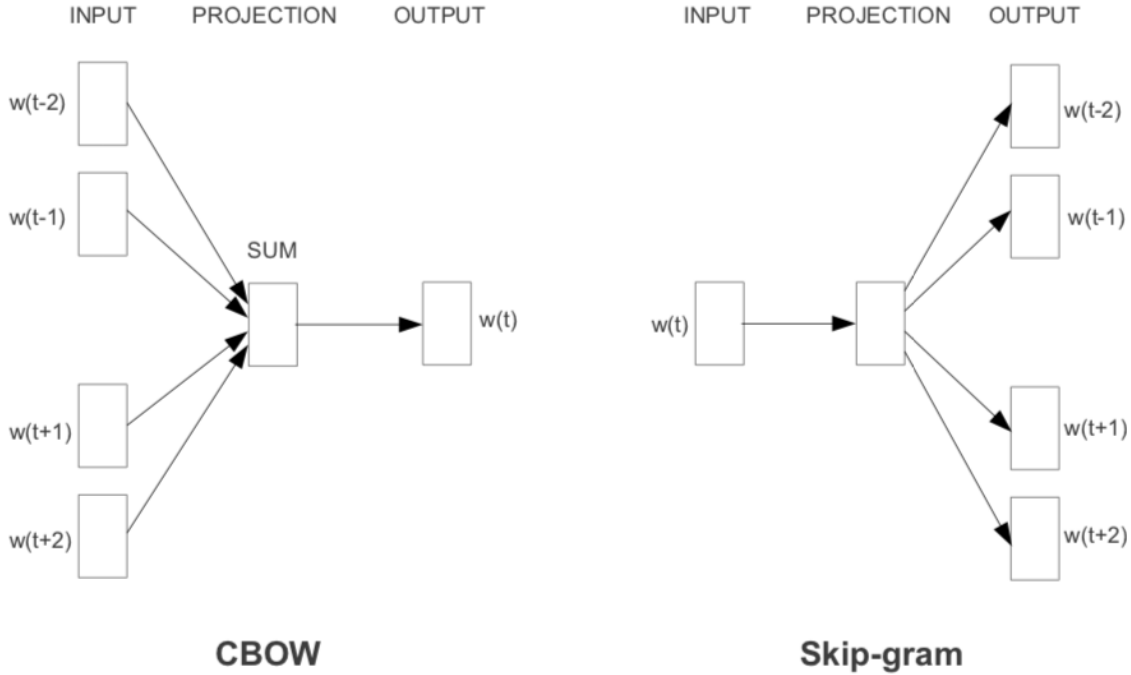 INPUT PROJECTION OUTPUT
w(t-2)
w(t-1)
SUM
w(t)
w(t+1)
w(t+2)
CBOW
INPUT PROJECTION OUTPUT
w(t-2)
w(t-1)
w(t)
w(t+1)
w(t+2)
Skip-gram